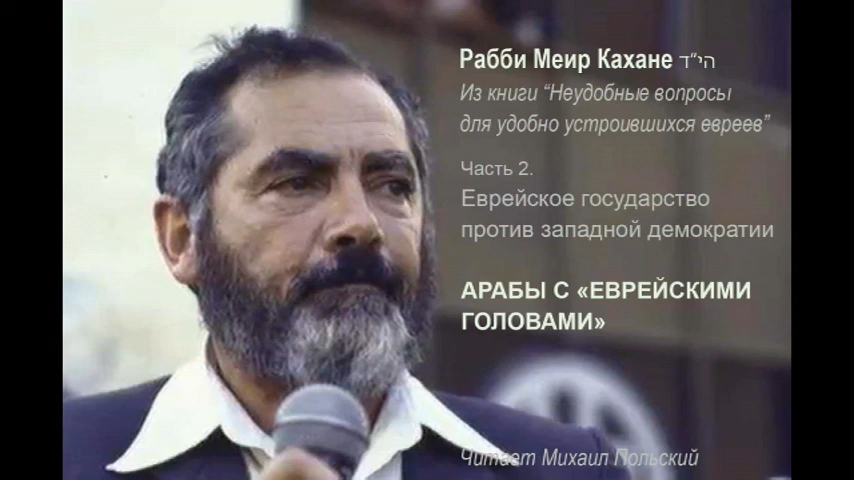 Рабби Меир Кахане הי״ד
Из книги “Неудобные вопросы
для удобно устроившихся евреев”
Часть 2.
Еврейское государство
против западной демократии
АРАБЫ С «ЕВРЕЙСКИМИ
ГОЛОВАМИ»
Читает Михаил Польский